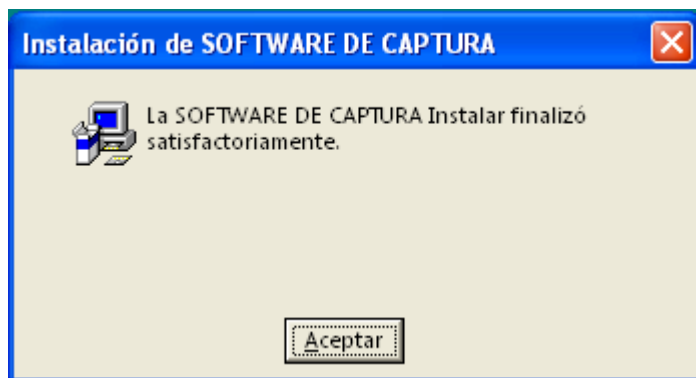 Instalación de SOFTWARE DE CAPTURA
La SOFTWARE DE CAPTURA Instalar finalizó
satisfactoriamente.
Aceptar